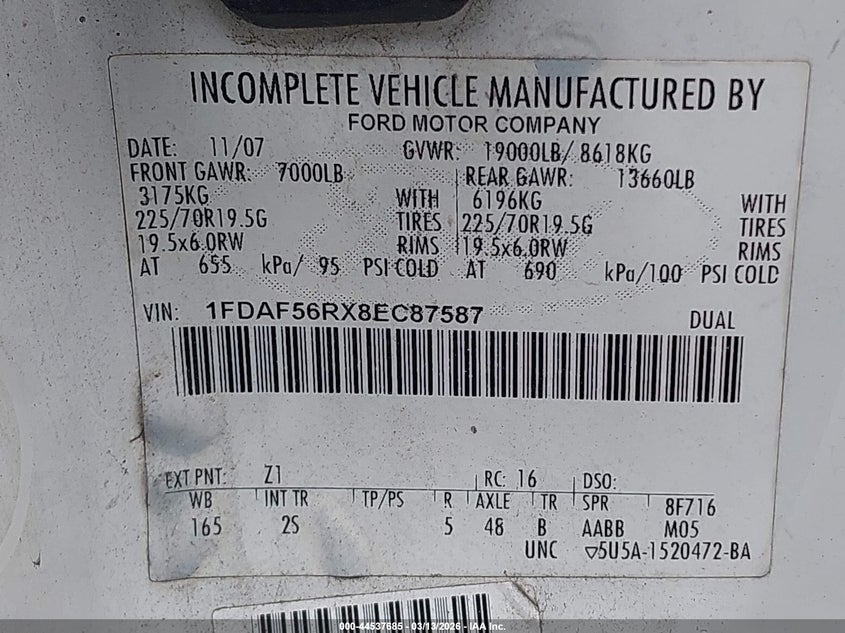 INCOMPLETE VEHICLE MANUFACTURED BY
FORD MOTOR COMPANY
DATE: 11/07 GVWR: 19000LB/ 8618KG
FRONT GAWR: 7000LB REAR GAWR: 13660LB
3175KG WITH 6196KG WITH
225/70R19.5G TIRES 225/70R19.5G TIRES
19.5x6.0RW RIMS 19.5x6.0RW RIMS
AT 655 kPa/ 95 PSI COLD AT 690 kPa/100 PSI COLD
VIN: 1FDAF56RX8EC87587 DUAL
EXT PNT: Z1 RC: 16 DSO:
WB INT TR TP/PS R AXLE TR SPR 8F716
165 2S 5 48 B AABB M05
UNC ▽5U5A-1520472-BA
000-44537685 - 03/13/2026 - IAA, Inc.